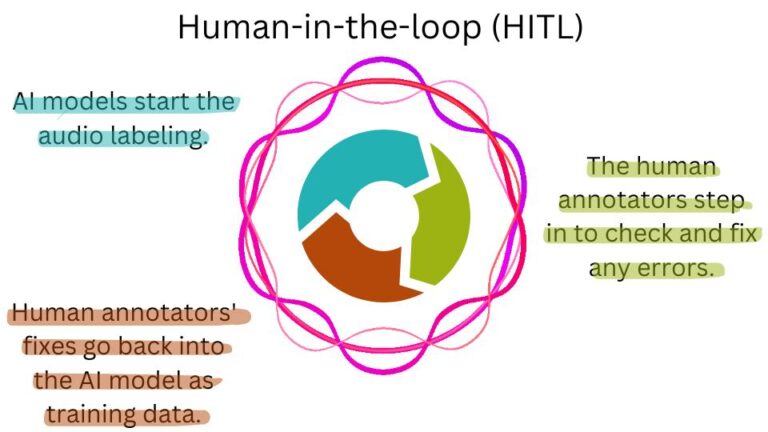 Human-in-the-loop (HITL)
AI models start the
audio labeling.
The human
annotators step
in to check and fix
any errors.
Human annotators'
fixes go back into
the AI model as
training data.